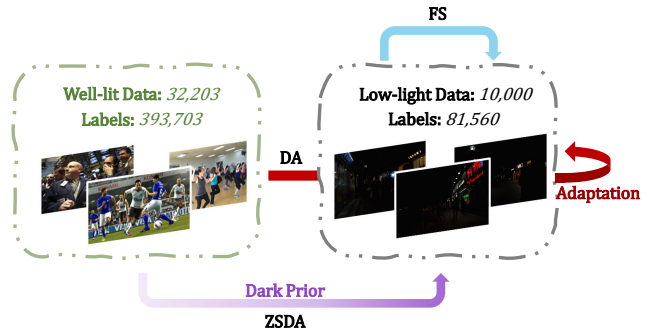 FS
Well-lit Data: 32,203
Labels: 393,703
Low-light Data: 10,000
Labels: 81,560
DA
Adaptation
Dark Prior
ZSDA